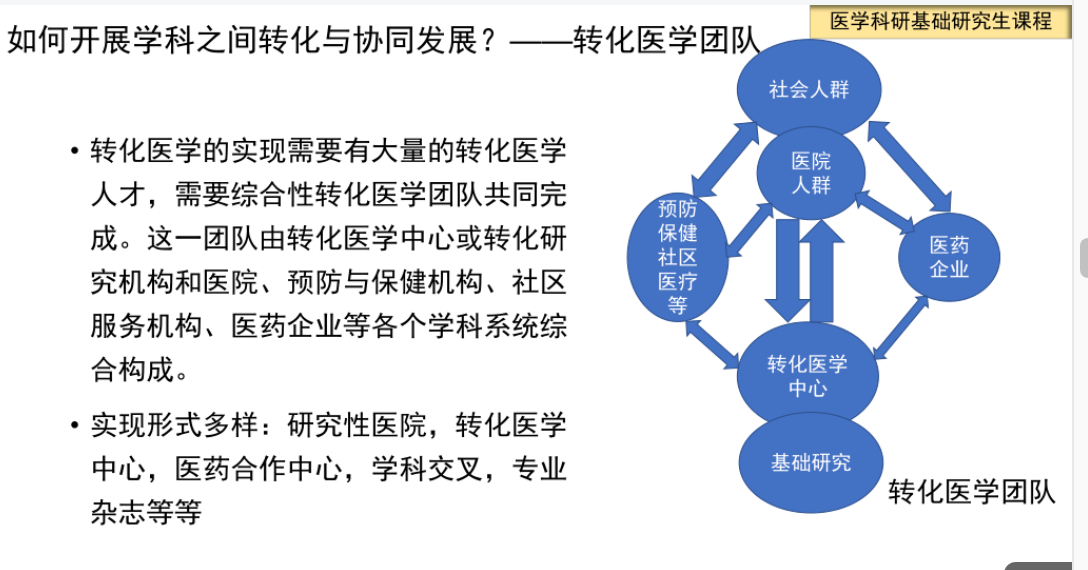 医学科研基础研究生课程
如何开展学科之间转化与协同发展？——转化医学团队
• 转化医学的实现需要有大量的转化医学
人才，需要综合性转化医学团队共同完
成。这一团队由转化医学中心或转化研
究机构和医院、预防与保健机构、社区
服务机构、医药企业等各个学科系统综
合构成。
• 实现形式多样：研究性医院，转化医学
中心，医药合作中心，学科交叉，专业
杂志等等
社会人群
医院
人群
预防
保健
社区
医疗
等
医药
企业
转化医学
中心
基础研究
转化医学团队